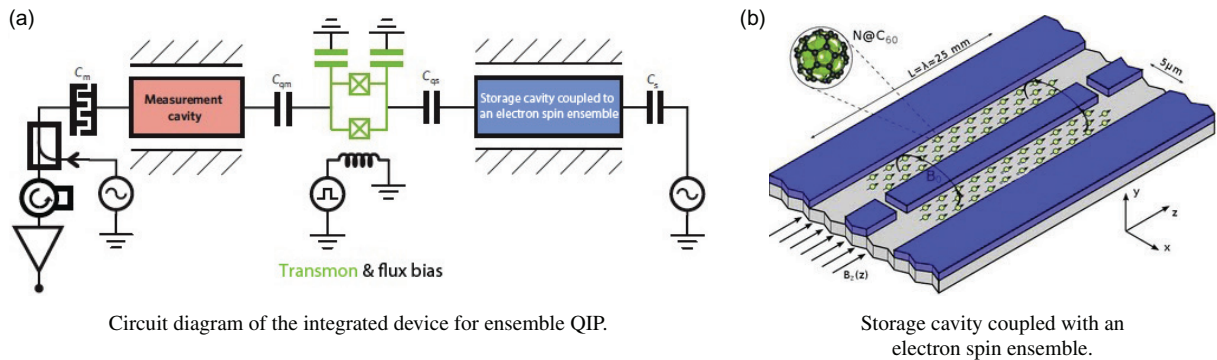 (a)
C_m
Measurement
cavity
C_qm
C_qs
Storage cavity coupled to
an electron spin ensemble
C_s
Transmon & flux bias
Circuit diagram of the integrated device for ensemble QIP.
(b)
N@C_60
L=λ=25 mm
5μm
B_0
B_z(z)
y
z
x
Storage cavity coupled with an
electron spin ensemble.